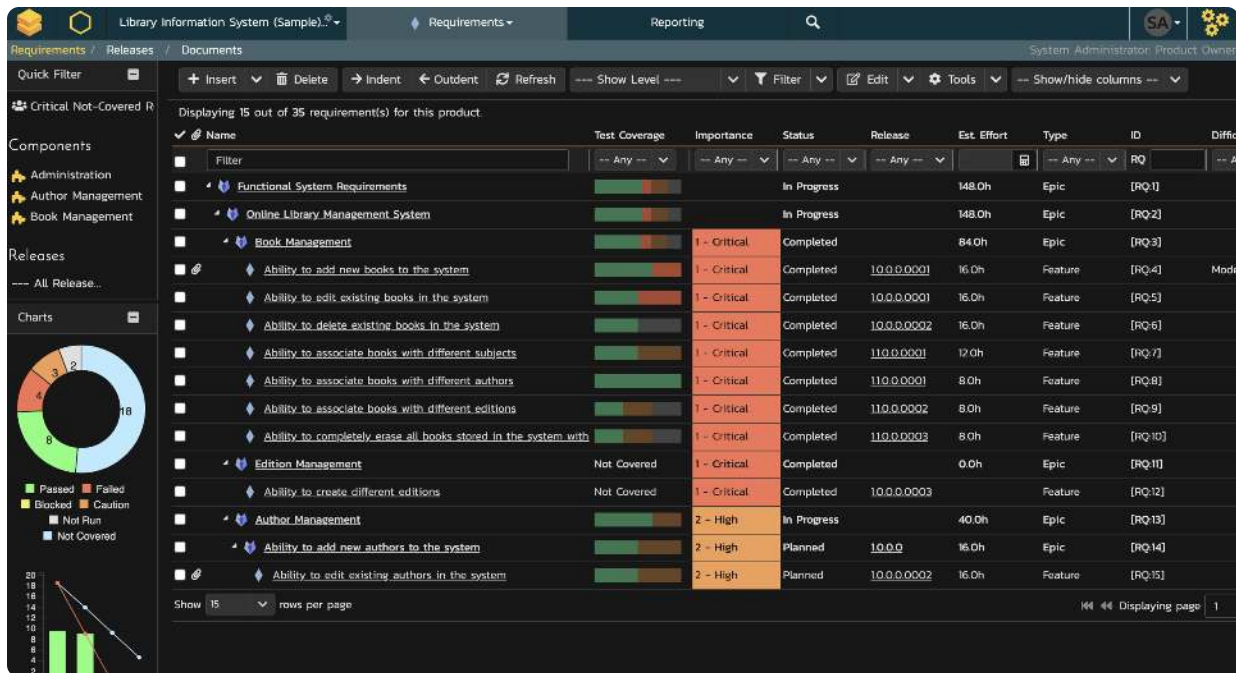 Library Information System (Sample)...
Requirements
Reporting
SA
Requirements / Releases / Documents
System Administrator: Product Owner
Quick Filter
Insert Delete Indent Outdent Refresh --- Show Level --- Filter Edit Tools -- Show/hide columns --
Critical Not-Covered R
Displaying 15 out of 35 requirement(s) for this product.
Name Test Coverage Importance Status Release Est. Effort Type ID Diffic
Components
Filter -- Any -- -- Any -- -- Any -- -- Any -- -- Any -- RQ -- A
Administration
Author Management
Book Management
Functional System Requirements In Progress 148.0h Epic [RQ:1]
Online Library Management System In Progress 148.0h Epic [RQ:2]
Book Management 1 - Critical Completed 84.0h Epic [RQ:3]
Releases
--- All Release...
Ability to add new books to the system 1 - Critical Completed 1.0.0.0.0001 16.0h Feature [RQ:4] Mode
Ability to edit existing books in the system 1 - Critical Completed 1.0.0.0.0001 16.0h Feature [RQ:5]
Charts
Ability to delete existing books in the system 1 - Critical Completed 1.0.0.0.0002 16.0h Feature [RQ:6]
Ability to associate books with different subjects 1 - Critical Completed 1.1.0.0.0001 12.0h Feature [RQ:7]
Ability to associate books with different authors 1 - Critical Completed 1.1.0.0.0001 8.0h Feature [RQ:8]
Ability to associate books with different editions 1 - Critical Completed 1.1.0.0.0002 8.0h Feature [RQ:9]
Ability to completely erase all books stored in the system with 1 - Critical Completed 1.1.0.0.0003 8.0h Feature [RQ:10]
Edition Management Not Covered 1 - Critical Completed 0.0h Epic [RQ:11]
Ability to create different editions Not Covered 1 - Critical Completed 1.0.0.0.0003 Feature [RQ:12]
Author Management 2 - High In Progress 40.0h Epic [RQ:13]
Ability to add new authors to the system 2 - High Planned 1.0.0.0 16.0h Epic [RQ:14]
Ability to edit existing authors in the system 2 - High Planned 1.0.0.0.0002 16.0h Feature [RQ:15]
2
3
4
18
8
Passed Failed
Blocked Caution
Not Run
Not Covered
Show 15 rows per page
Displaying page 1
20
18
16
14
12
10
8
6
4
2